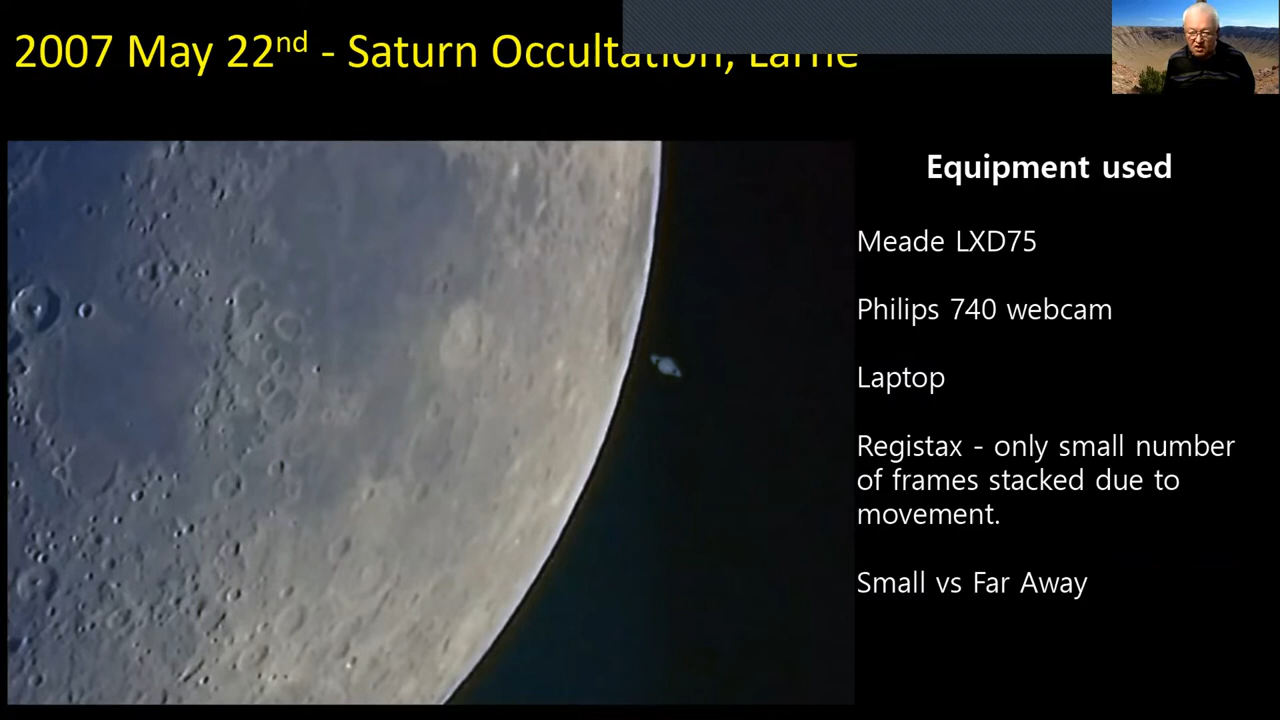 2007 May 22nd - Saturn Occultation, Larne
Equipment used
Meade LXD75
Philips 740 webcam
Laptop
Registax - only small number
of frames stacked due to
movement.
Small vs Far Away